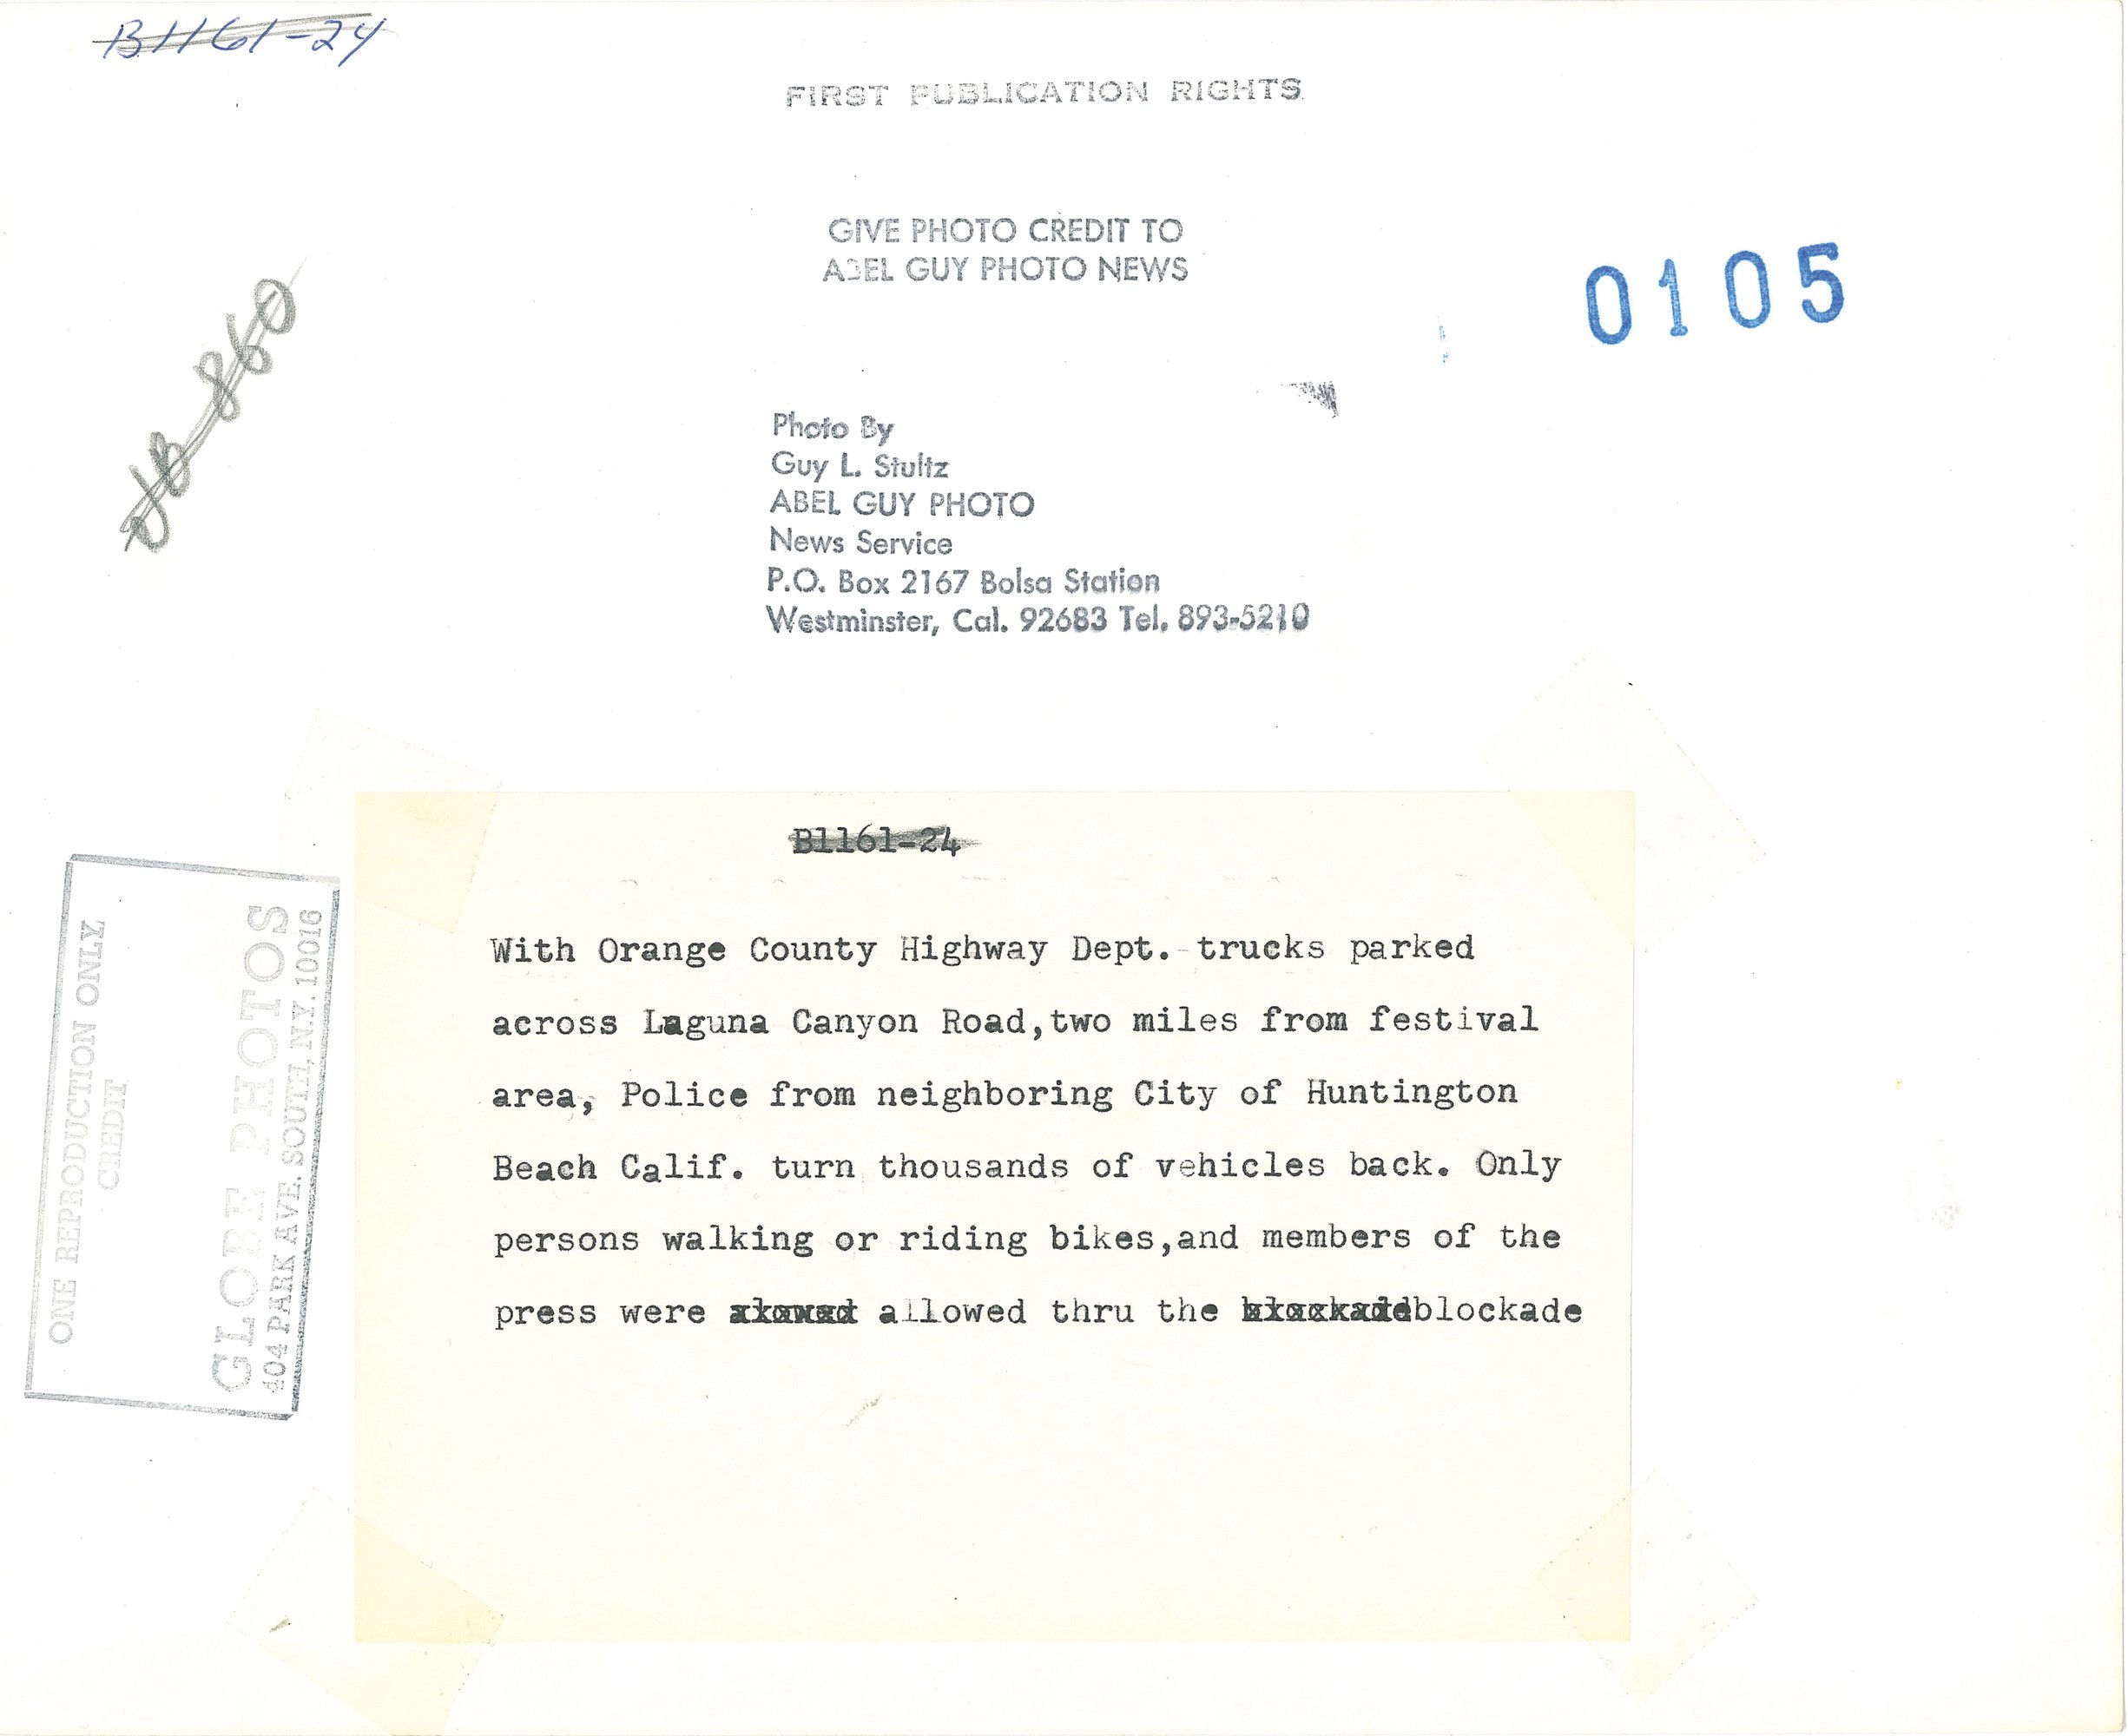 B1161-24
FIRST PUBLICATION RIGHTS
GIVE PHOTO CREDIT TO
ABEL GUY PHOTO NEWS
0105
Photo By
Guy L. Stultz
ABEL GUY PHOTO
News Service
P.O. Box 2167 Bolsa Station
Westminster, Cal. 92683 Tel. 893-5210
ONE REPRODUCTION ONLY
CREDIT
GLOBE PHOTOS
404 PARK AVE. SOUTH, N.Y. 10016
B1161-24
With Orange County Highway Dept. trucks parked
across Laguna Canyon Road,two miles from festival
area, Police from neighboring City of Huntington
Beach Calif. turn thousands of vehicles back. Only
persons walking or riding bikes,and members of the
press were allowed thru the blockade